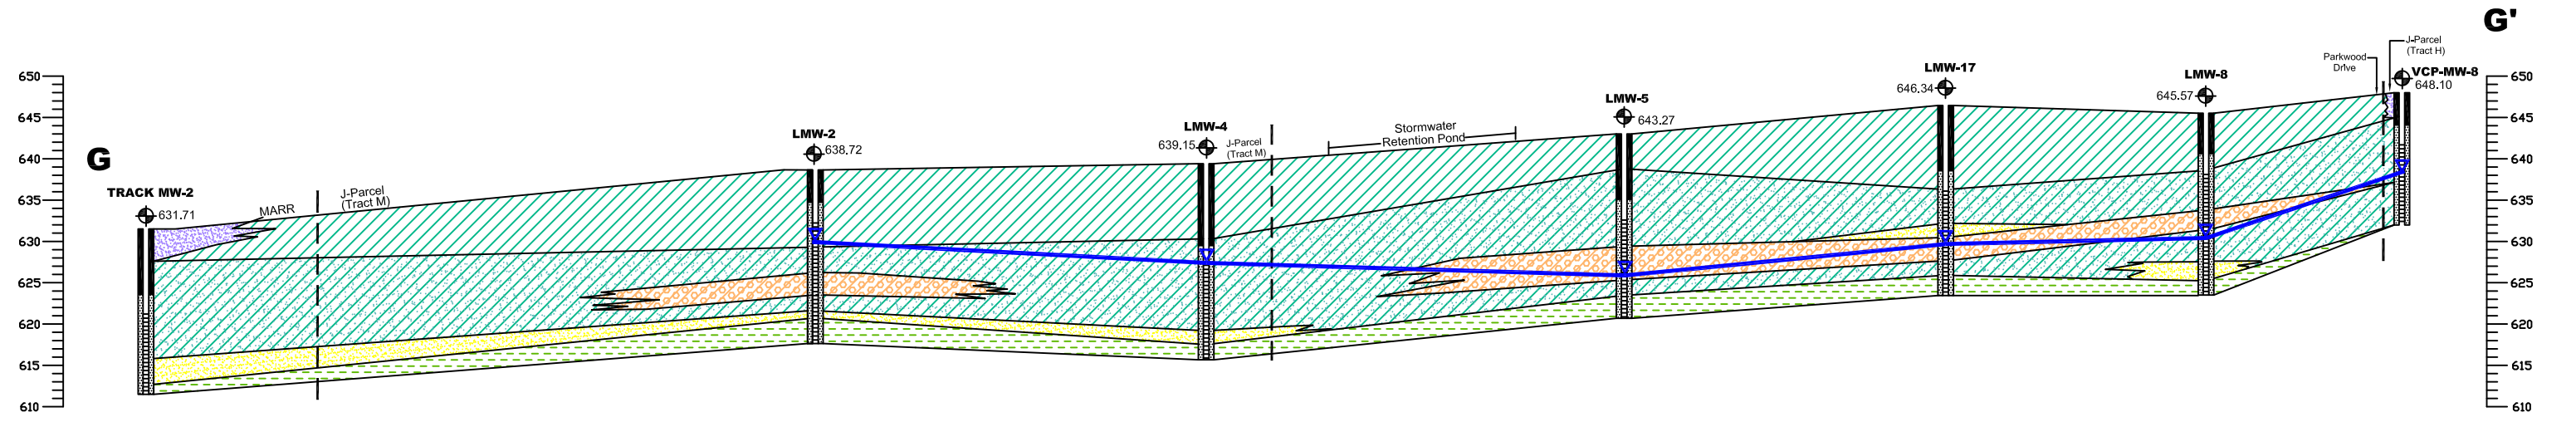 G'
J-Parcel
(Tract H)
Parkwood
Drive
VCP-MW-8
648.10
LMW-17
646.34
LMW-8
645.57
LMW-5
643.27
Stormwater
Retention Pond
LMW-4
639.15
J-Parcel
(Tract M)
LMW-2
638.72
G
TRACK MW-2
631.71
MARR
J-Parcel
(Tract M)
650
645
640
635
630
625
620
615
610
650
645
640
635
630
625
620
615
610